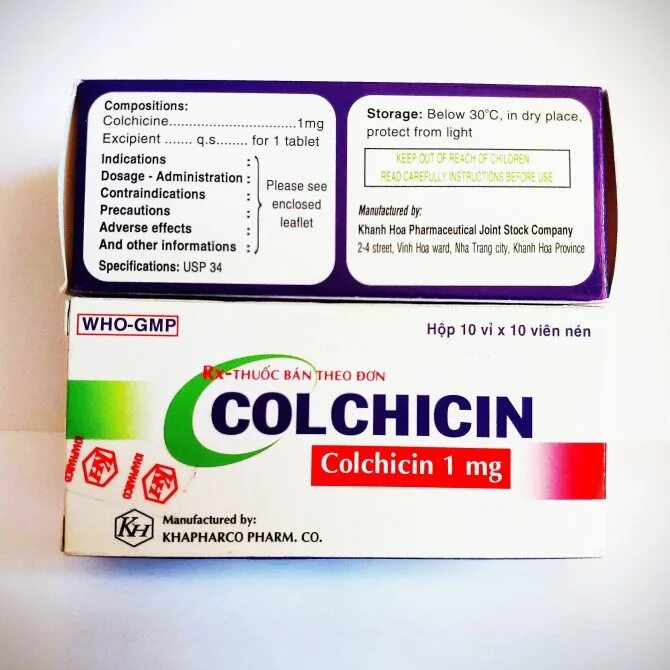 Compositions:
Colchicine................................1mg
Excipient ....... q.s........ for 1 tablet
Indications :
Dosage - Administration :
Contraindications :
Precautions :
Adverse effects :
And other informations :
Please see
enclosed
leaflet
Specifications: USP 34
Storage: Below 30°C, in dry place,
protect from light
KEEP OUT OF REACH OF CHILDREN
READ CAREFULLY INSTRUCTIONS BEFORE USE
Manufactured by:
Khanh Hoa Pharmaceutical Joint Stock Company
2-4 street, Vinh Hoa ward, Nha Trang city, Khanh Hoa Province
WHO-GMP
Hộp 10 vỉ x 10 viên nén
Rx-THUỐC BÁN THEO ĐƠN
COLCHICIN
Colchicin 1 mg
KH
KHAPHARCO
KH
KHAPHARCO
KH
Manufactured by:
KHAPHARCO PHARM. CO.